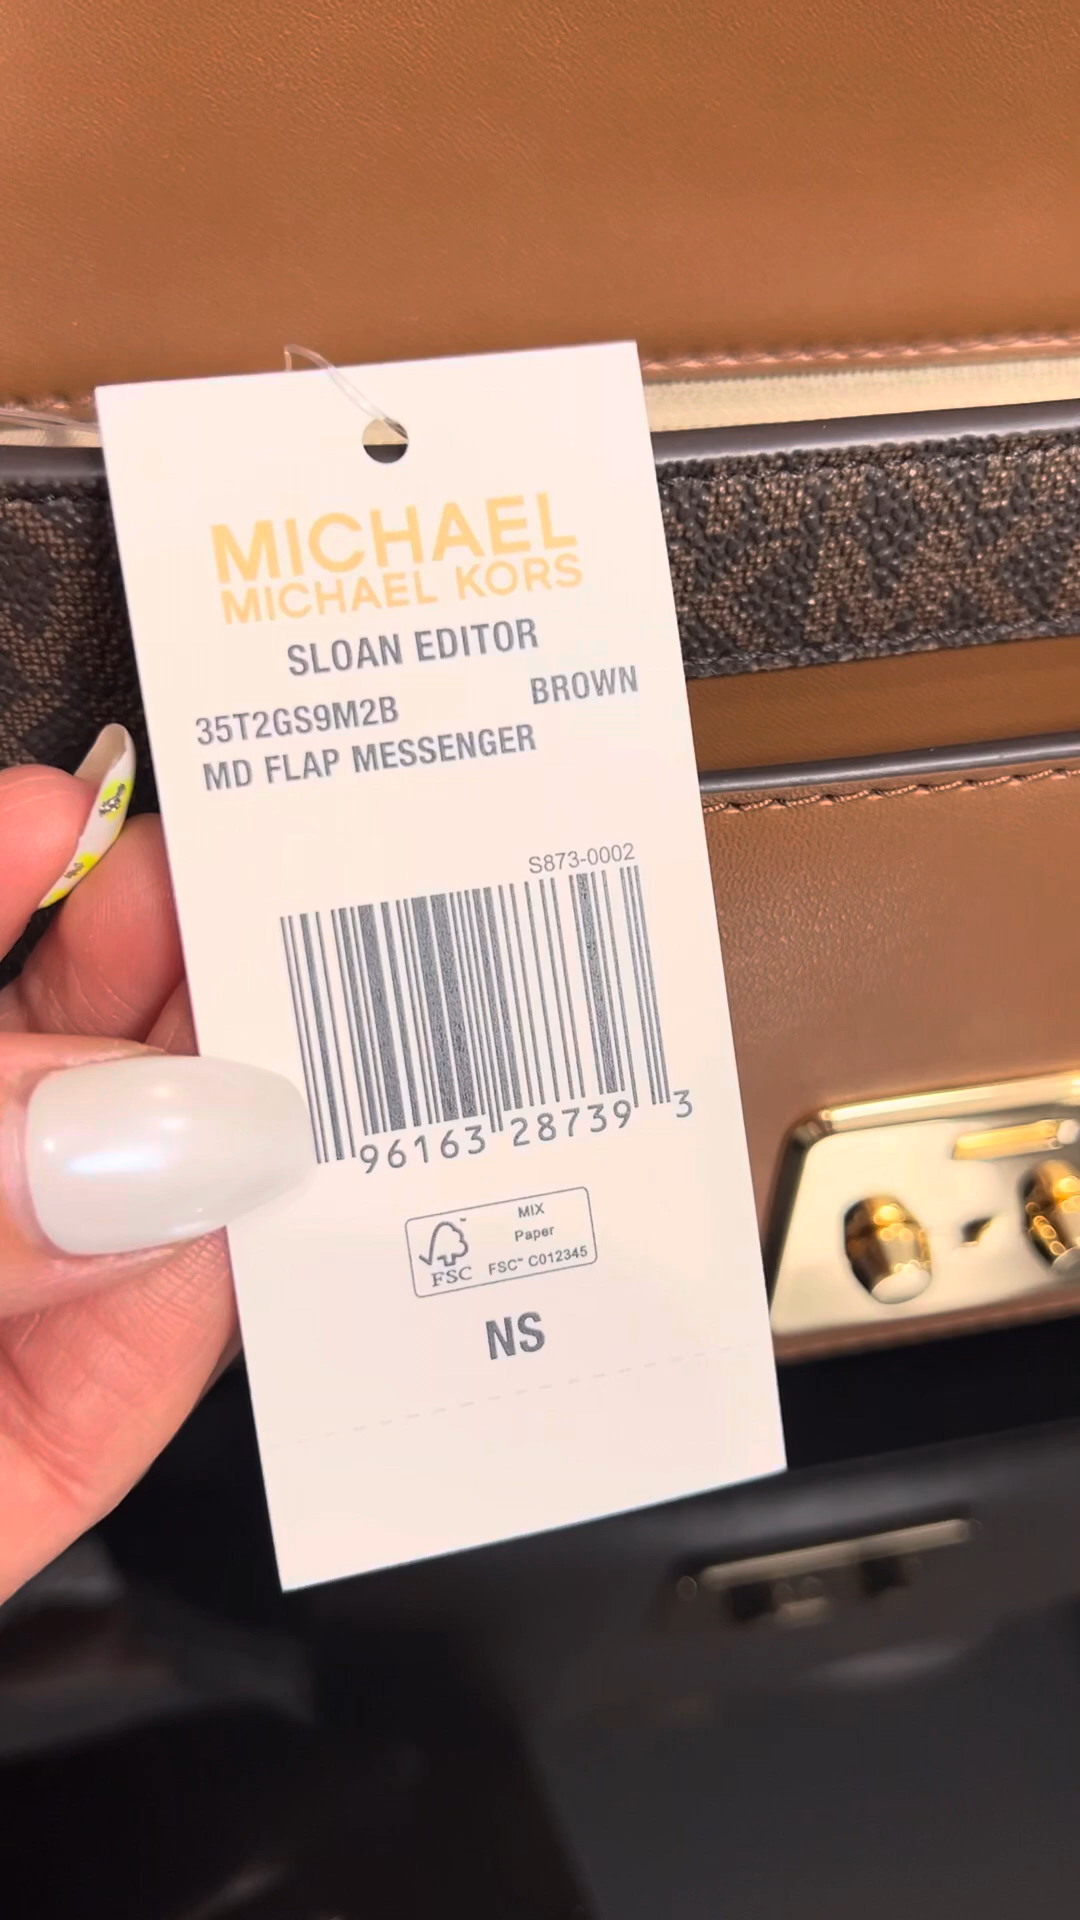 MICHAEL
MICHAEL KORS
SLOAN EDITOR
35T2GS9M2B BROWN
MD FLAP MESSENGER
S873-0002
96163 28739 3
FSC
MIX
Paper
FSC™ C012345
NS